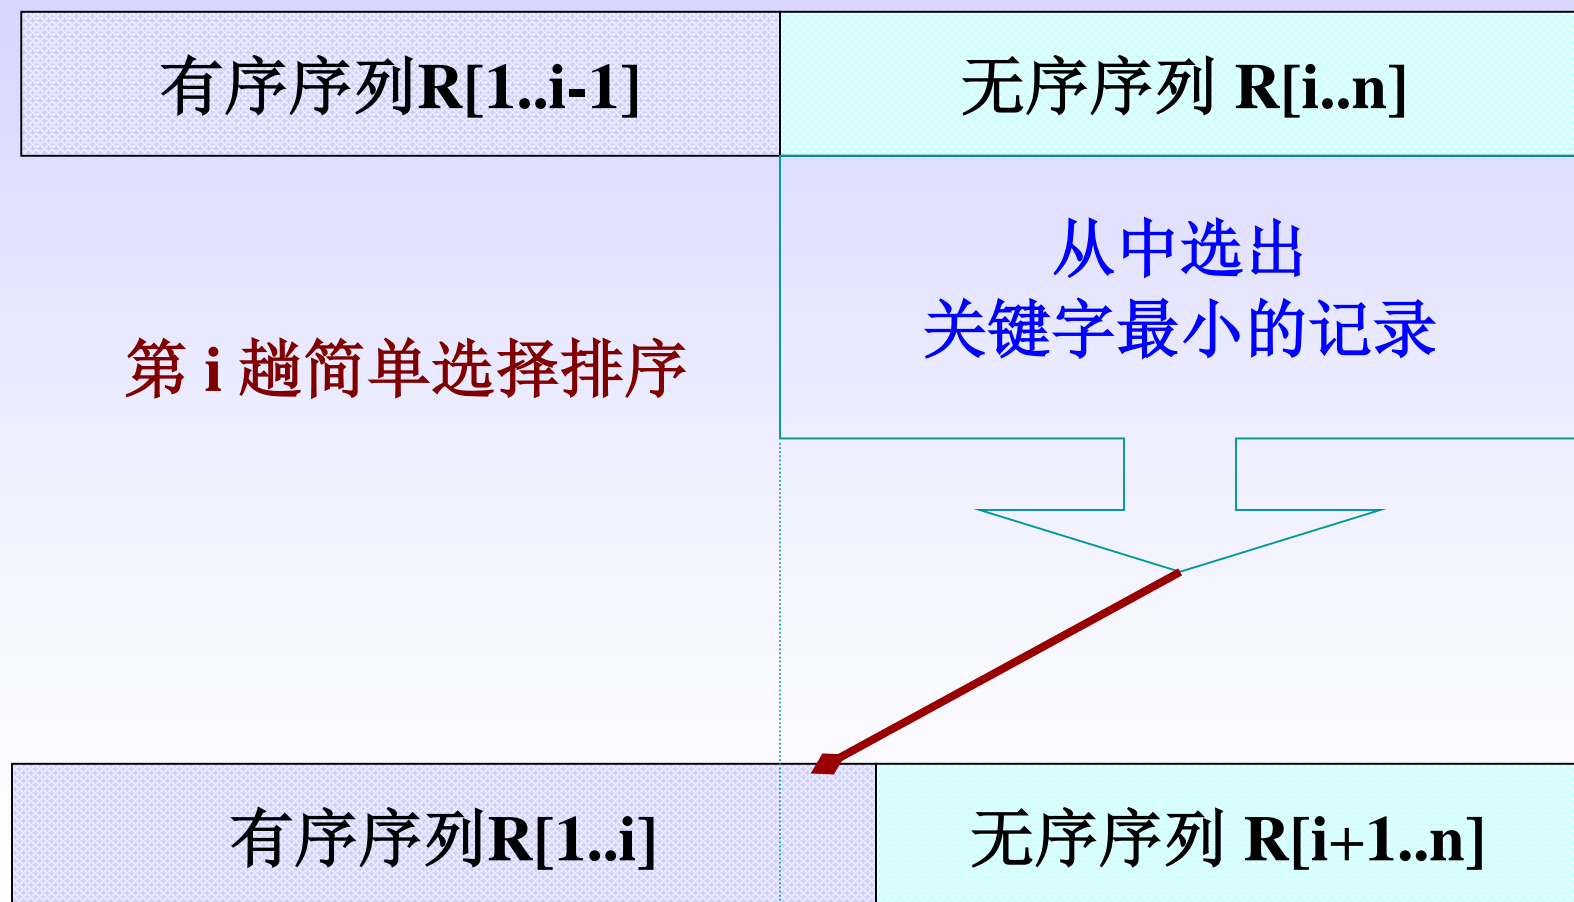 有序序列R[1..i-1]
无序序列 R[i..n]
从中选出
关键字最小的记录
第 i 趟简单选择排序
有序序列R[1..i]
无序序列 R[i+1..n]